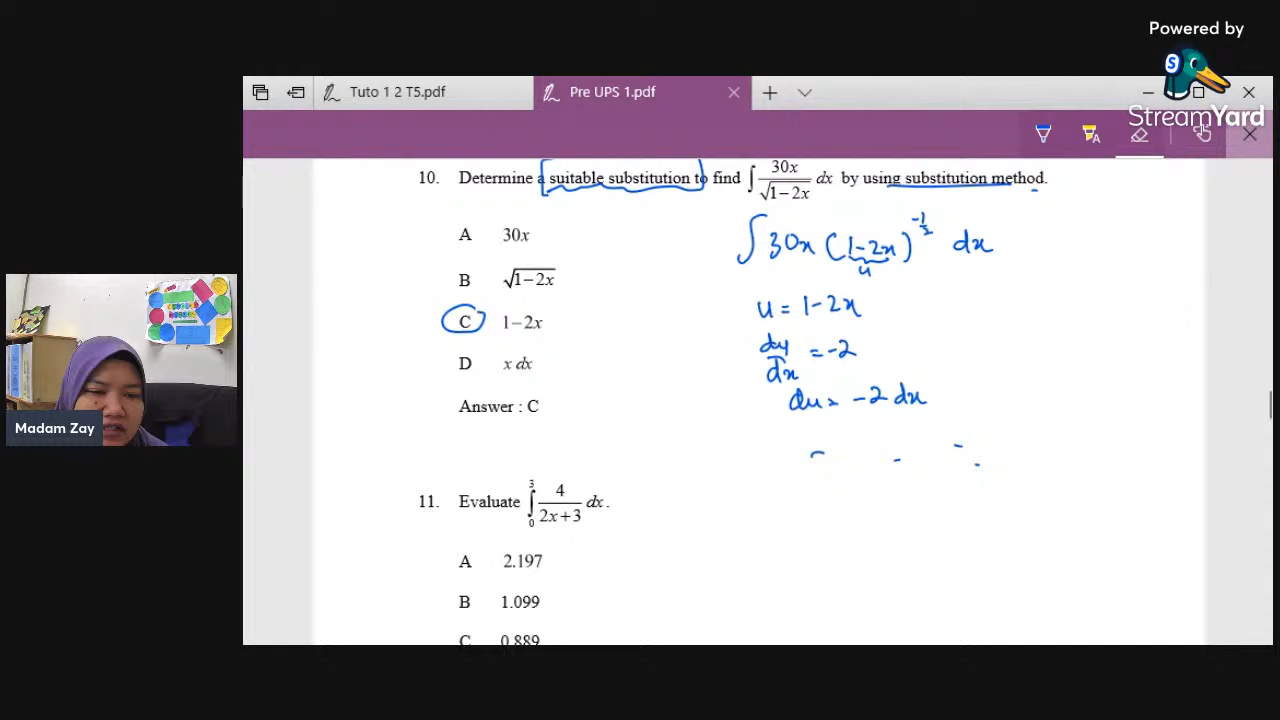 Powered by
StreamYard
Tuto 1 2 T5.pdf
Pre UPS 1.pdf
10. Determine a suitable substitution to find ∫ 30x/√(1−2x) dx by using substitution method.
A 30x
B √(1−2x)
C 1−2x
D x dx
Answer : C
∫ 30x (1−2x)^(-1/2) dx
u
u = 1−2x
du/dx = −2
du = −2 dx
Madam Zay
11. Evaluate ∫₀³ 4/(2x+3) dx.
A 2.197
B 1.099
C 0.889